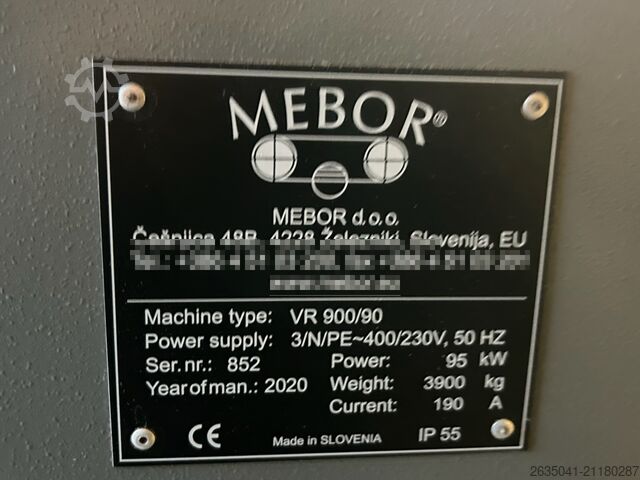 MEBOR®
MEBOR d.o.o.
Češnjica 48B, 4228 Železniki, Slovenija, EU
Machine type: VR 900/90
Power supply: 3/N/PE~400/230V, 50 HZ
Ser.nr.: 852 Power: 95 kW
Year of man.: 2020 Weight: 3900 kg
Current: 190 A
CE Made in SLOVENIA IP 55
2635041-21180287